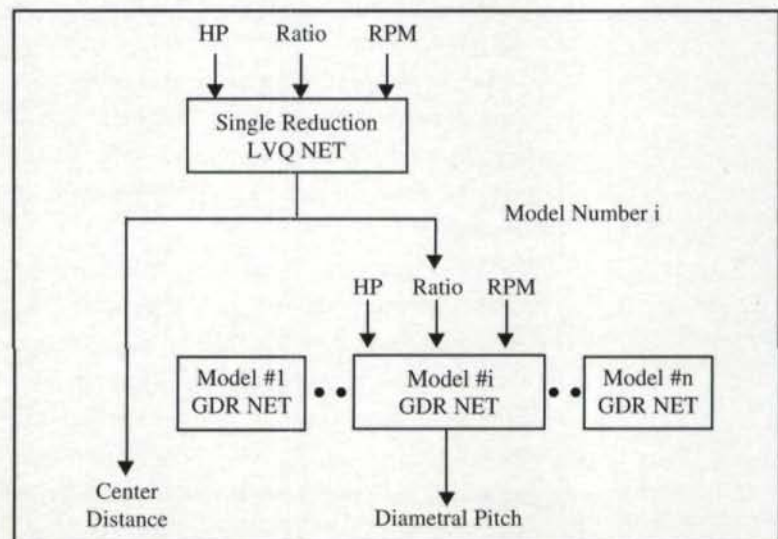 HP Ratio RPM
Single Reduction
LVQ NET
Model Number i
HP Ratio RPM
Model #1
GDR NET
Model #i
GDR NET
Model #n
GDR NET
Center
Distance
Diametral Pitch